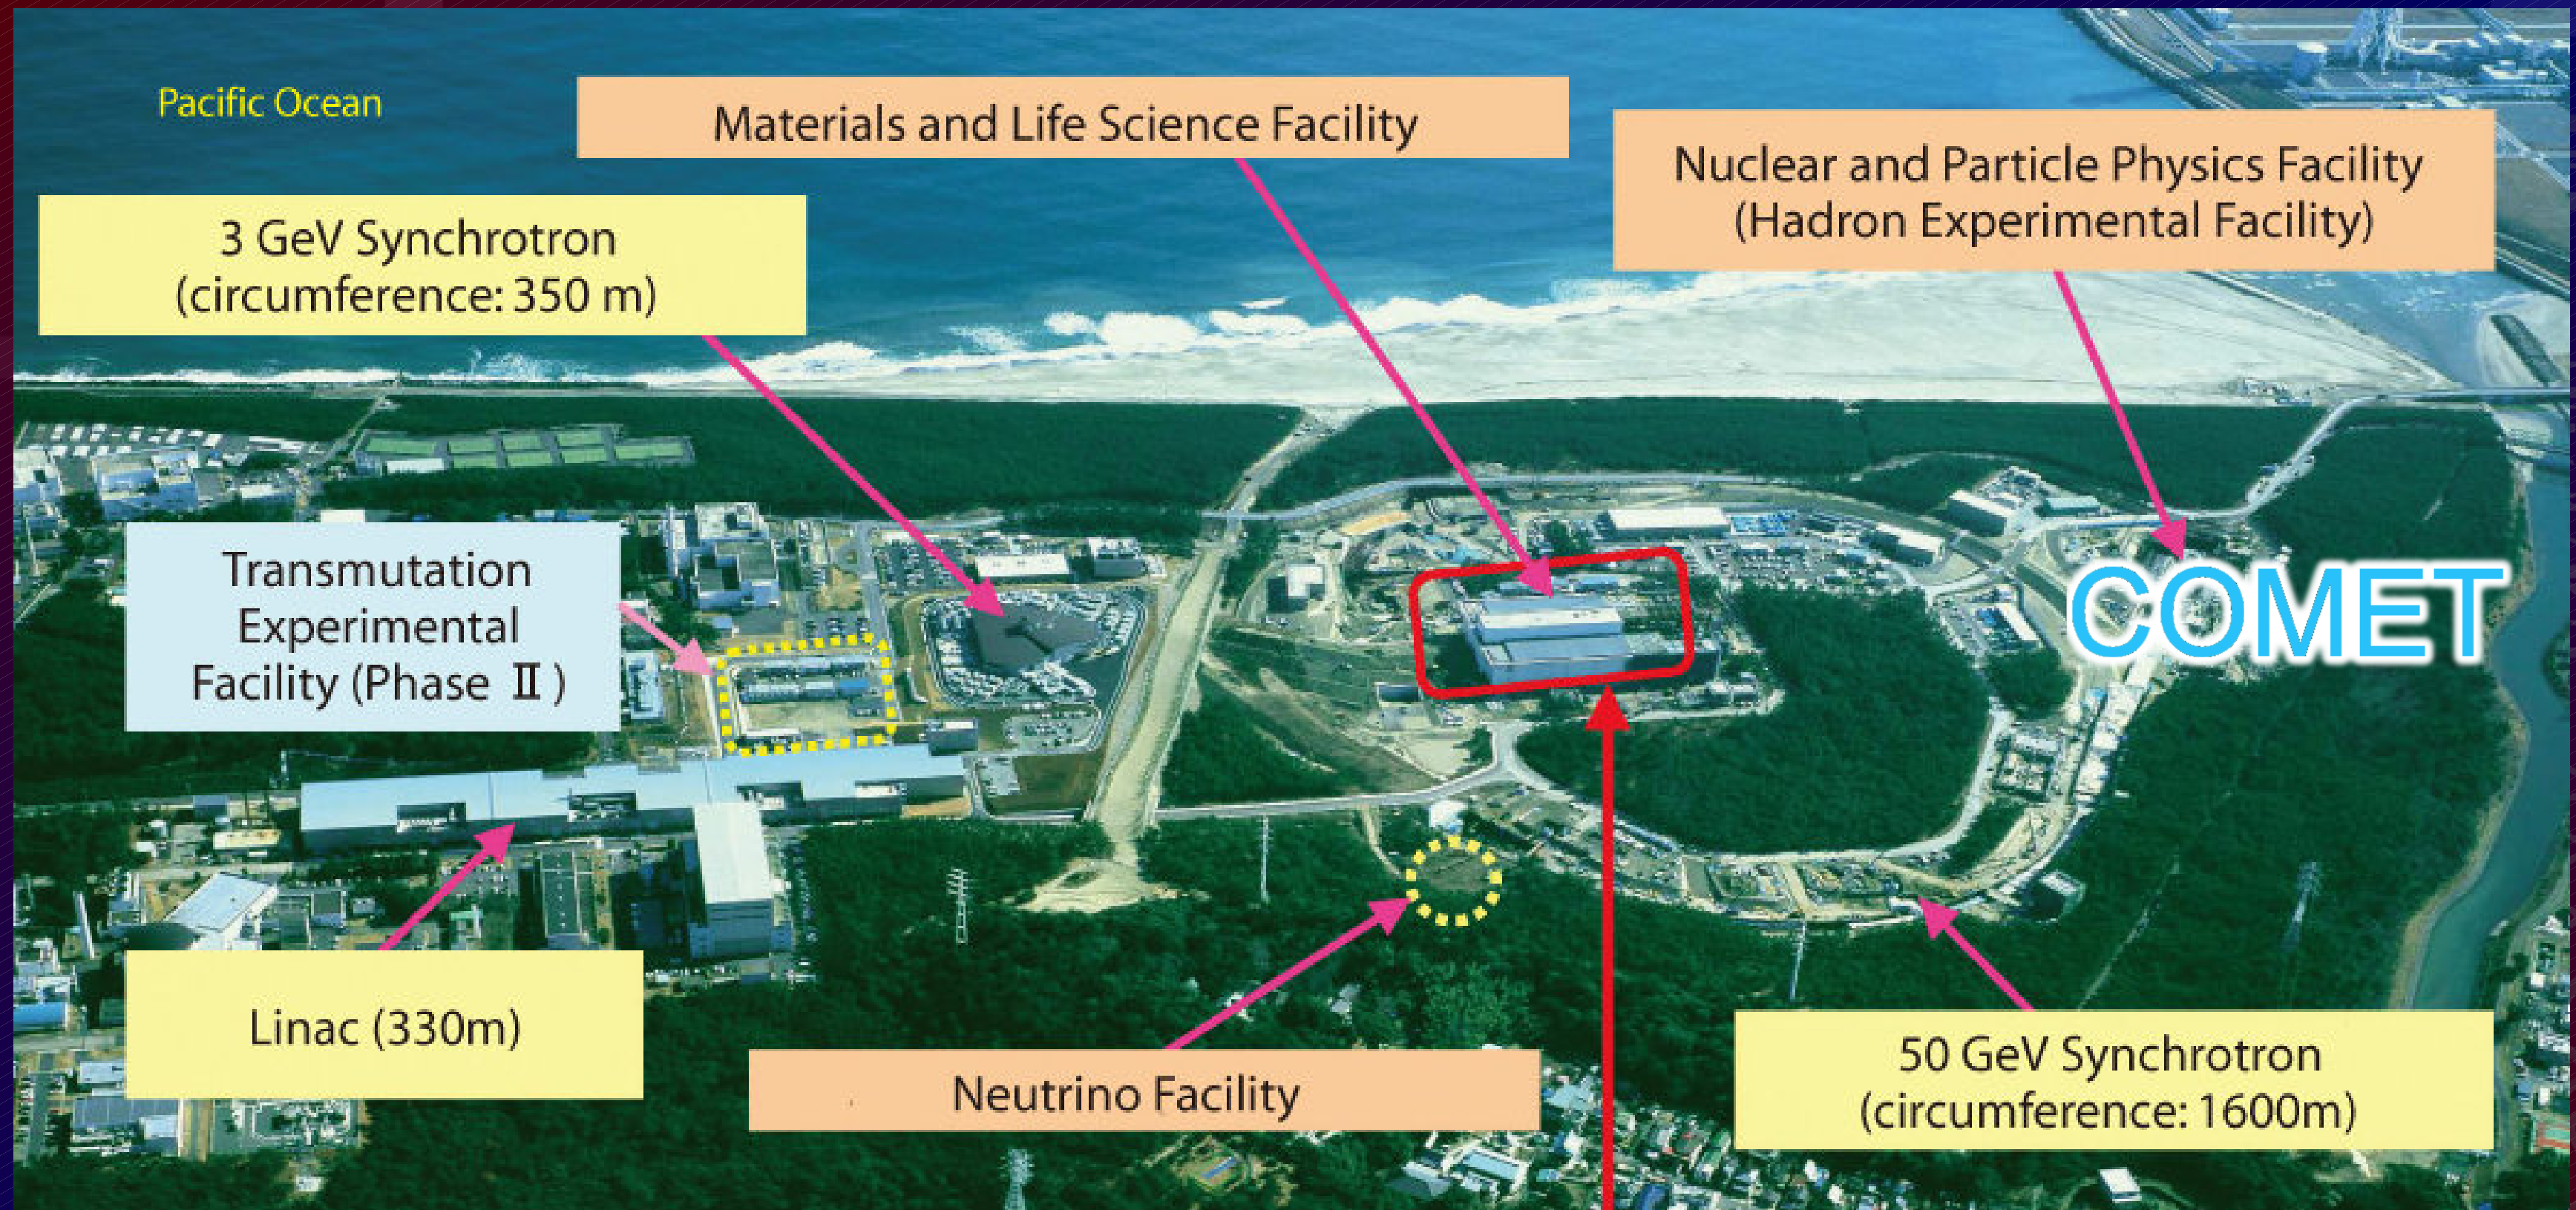 Pacific Ocean
Materials and Life Science Facility
Nuclear and Particle Physics Facility
(Hadron Experimental Facility)
3 GeV Synchrotron
(circumference: 350 m)
Transmutation
Experimental
Facility (Phase Ⅱ)
COMET
Linac (330m)
Neutrino Facility
50 GeV Synchrotron
(circumference: 1600m)